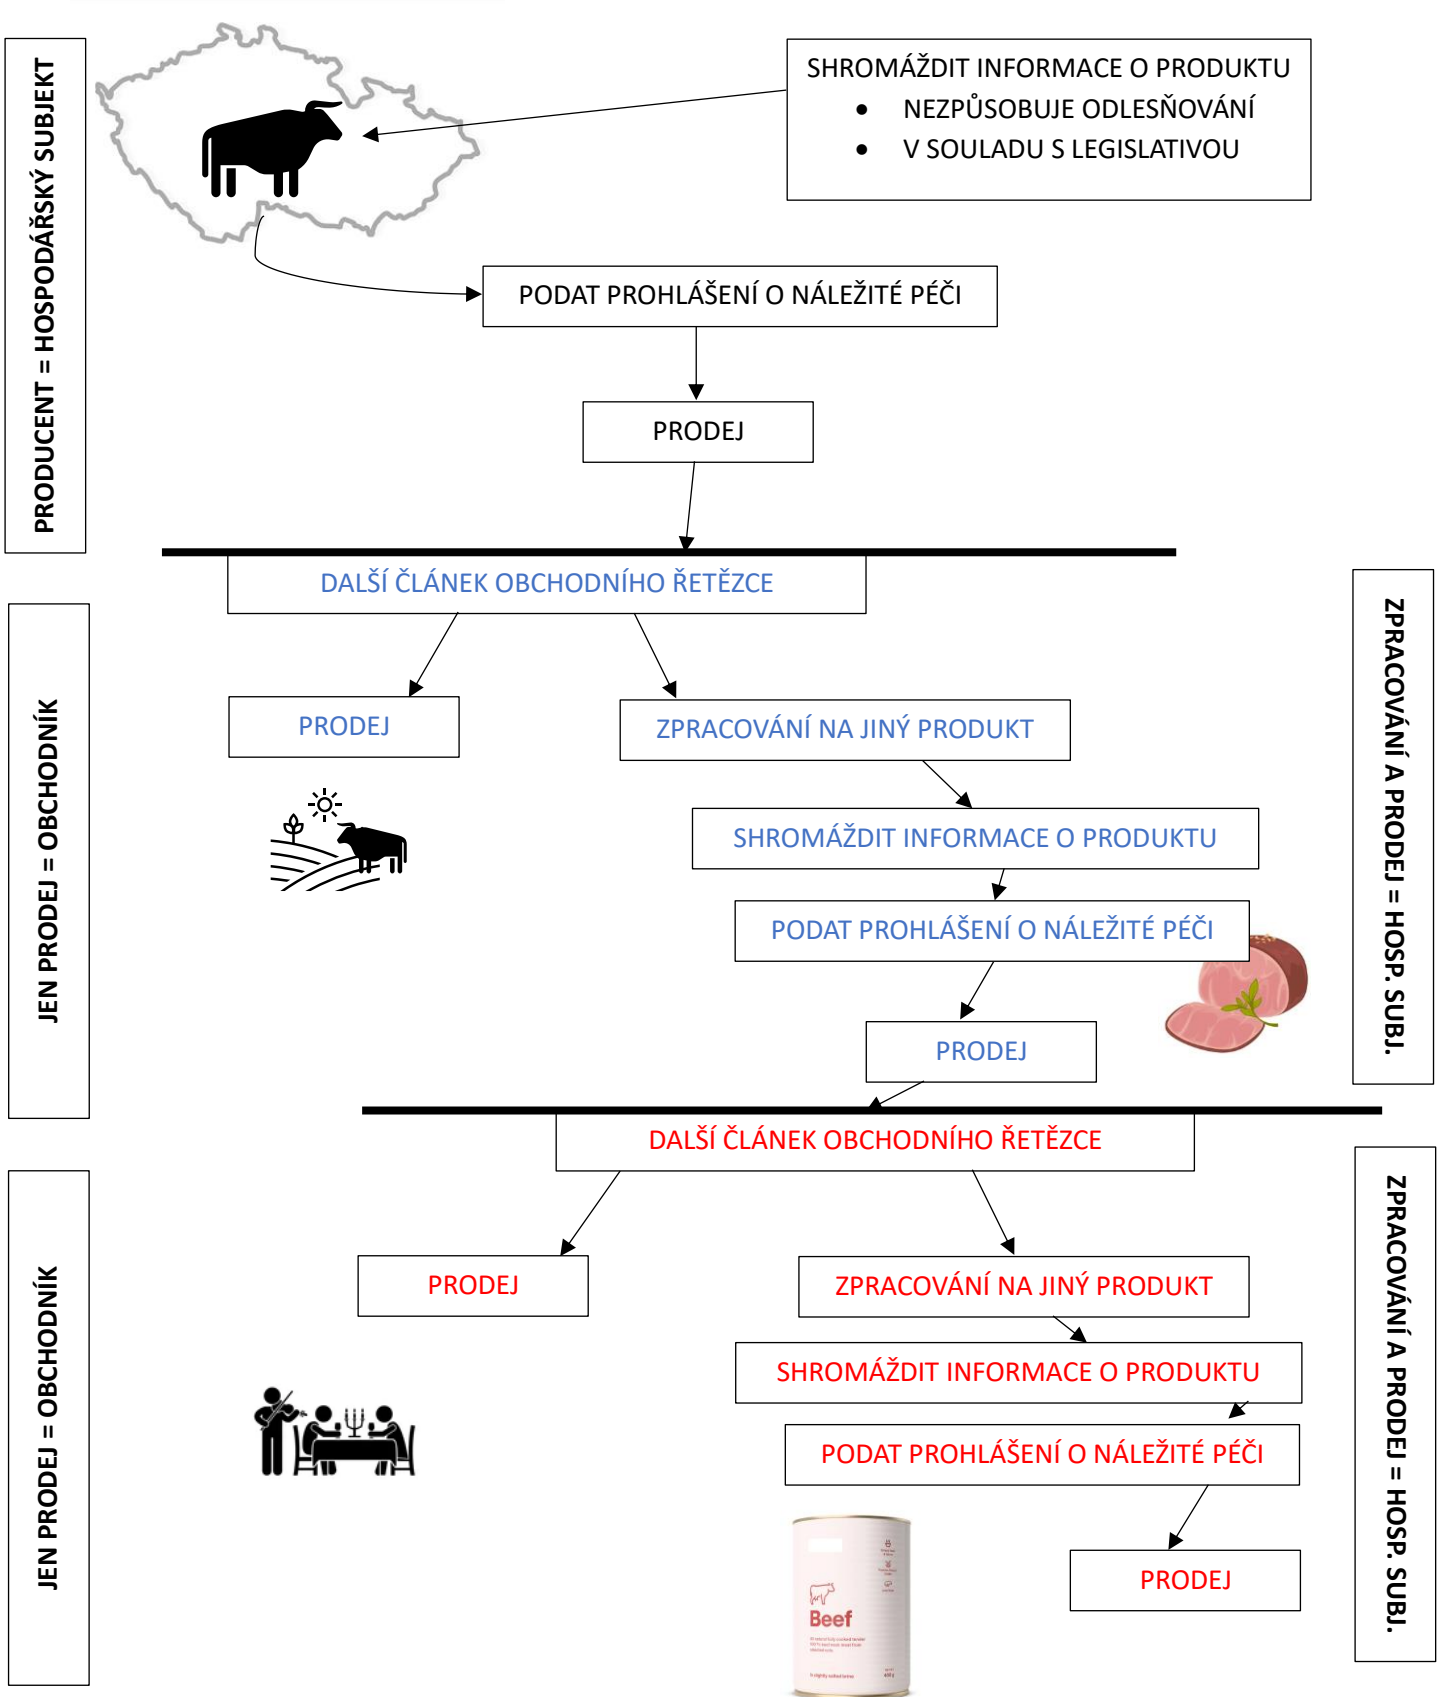 PRODUCENT = HOSPODÁŘSKÝ SUBJEKT
SHROMÁŽDIT INFORMACE O PRODUKTU
• NEZPŮSOBUJE ODLESŇOVÁNÍ
• V SOULADU S LEGISLATIVOU
PODAT PROHLÁŠENÍ O NÁLEŽITÉ PÉČI
PRODEJ
DALŠÍ ČLÁNEK OBCHODNÍHO ŘETĚZCE
JEN PRODEJ = OBCHODNÍK
ZPRACOVÁNÍ A PRODEJ = HOSP. SUBJ.
PRODEJ
ZPRACOVÁNÍ NA JINÝ PRODUKT
SHROMÁŽDIT INFORMACE O PRODUKTU
PODAT PROHLÁŠENÍ O NÁLEŽITÉ PÉČI
PRODEJ
DALŠÍ ČLÁNEK OBCHODNÍHO ŘETĚZCE
JEN PRODEJ = OBCHODNÍK
ZPRACOVÁNÍ A PRODEJ = HOSP. SUBJ.
PRODEJ
ZPRACOVÁNÍ NA JINÝ PRODUKT
SHROMÁŽDIT INFORMACE O PRODUKTU
PODAT PROHLÁŠENÍ O NÁLEŽITÉ PÉČI
PRODEJ
Beef